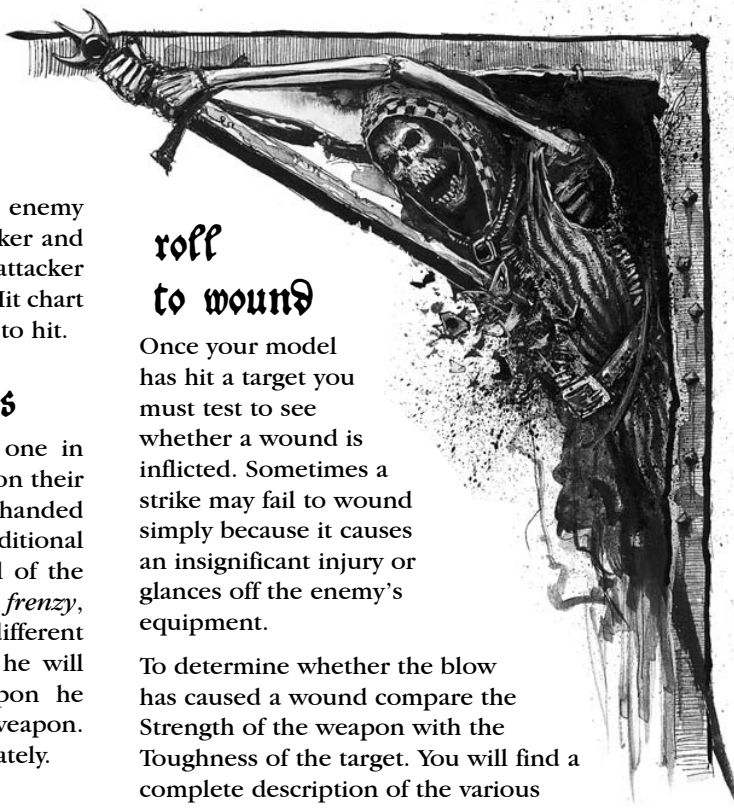 enemy
ker and
attacker
Hit chart
to hit.
s
one in
on their
handed
ditional
l of the
frenzy,
different
he will
pon he
weapon.
ately.
roll
to wound
Once your model
has hit a target you
must test to see
whether a wound is
inflicted. Sometimes a
strike may fail to wound
simply because it causes
an insignificant injury or
glances off the enemy's
equipment.
To determine whether the blow
has caused a wound compare the
Strength of the weapon with the
Toughness of the target. You will find a
complete description of the various